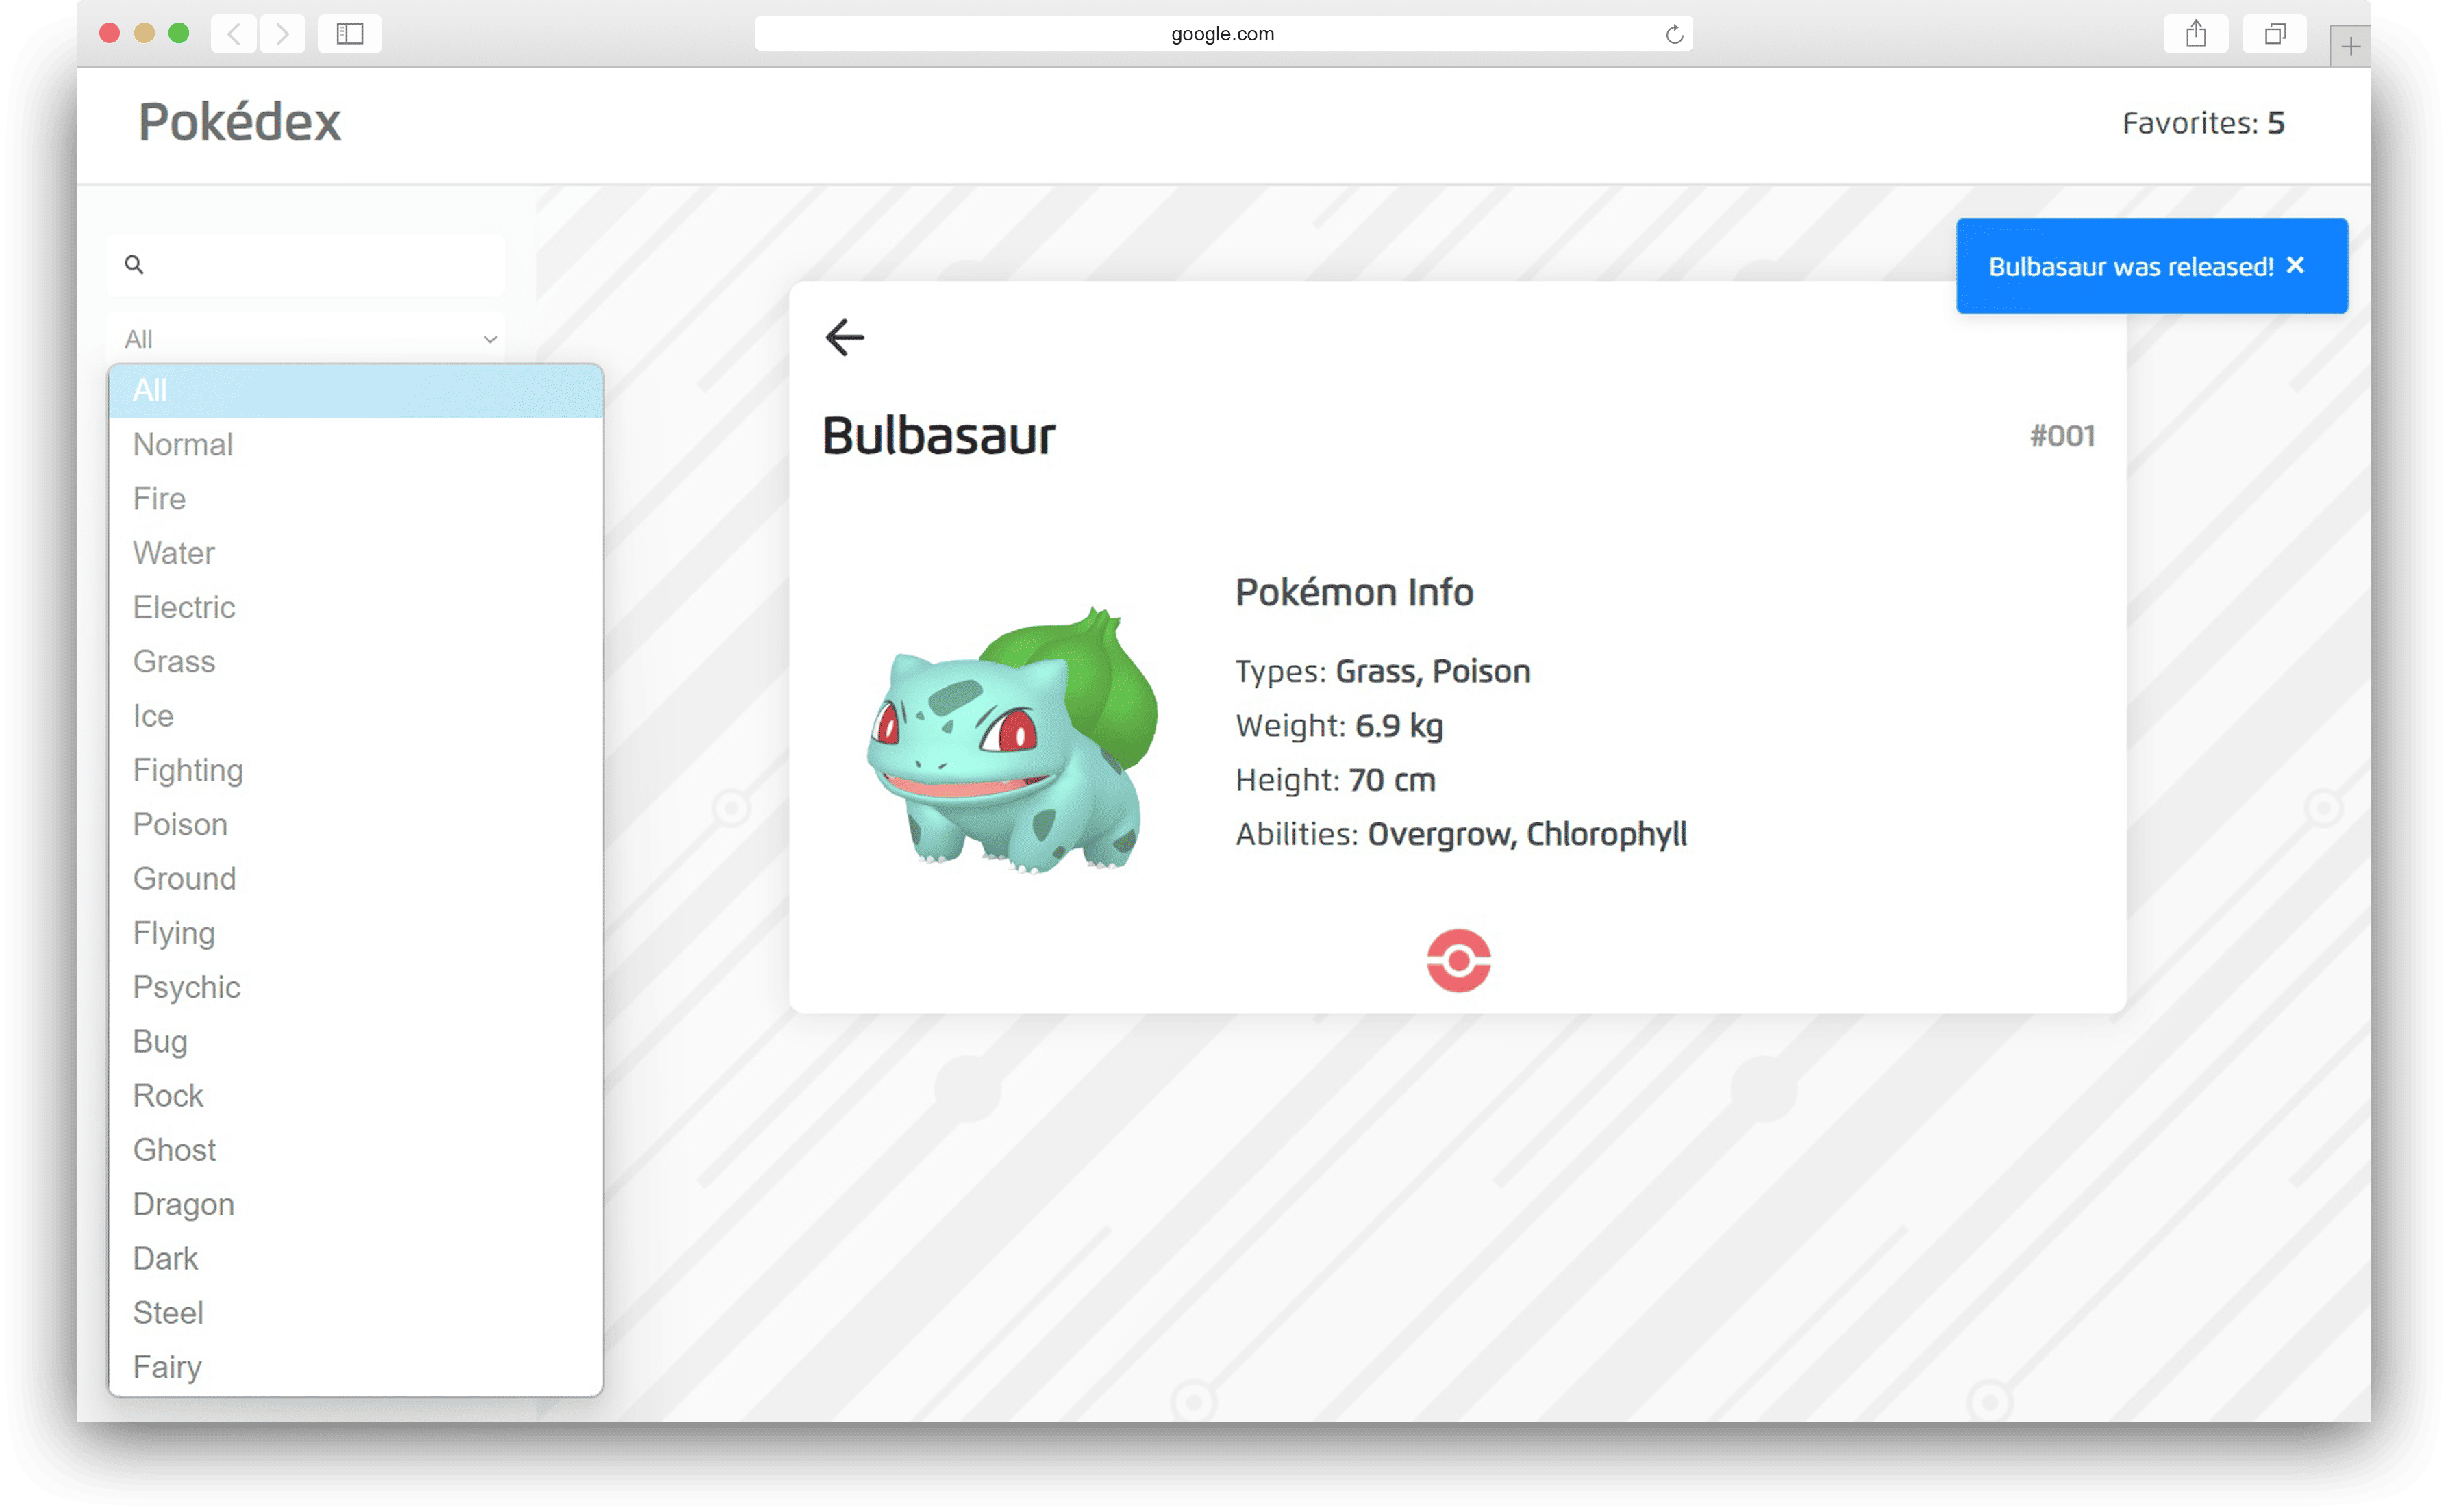 google.com
Pokédex
Favorites: 5
Bulbasaur was released!
All
All
Normal
Fire
Water
Electric
Grass
Ice
Fighting
Poison
Ground
Flying
Psychic
Bug
Rock
Ghost
Dragon
Dark
Steel
Fairy
Bulbasaur
#001
Pokémon Info
Types: Grass, Poison
Weight: 6.9 kg
Height: 70 cm
Abilities: Overgrow, Chlorophyll